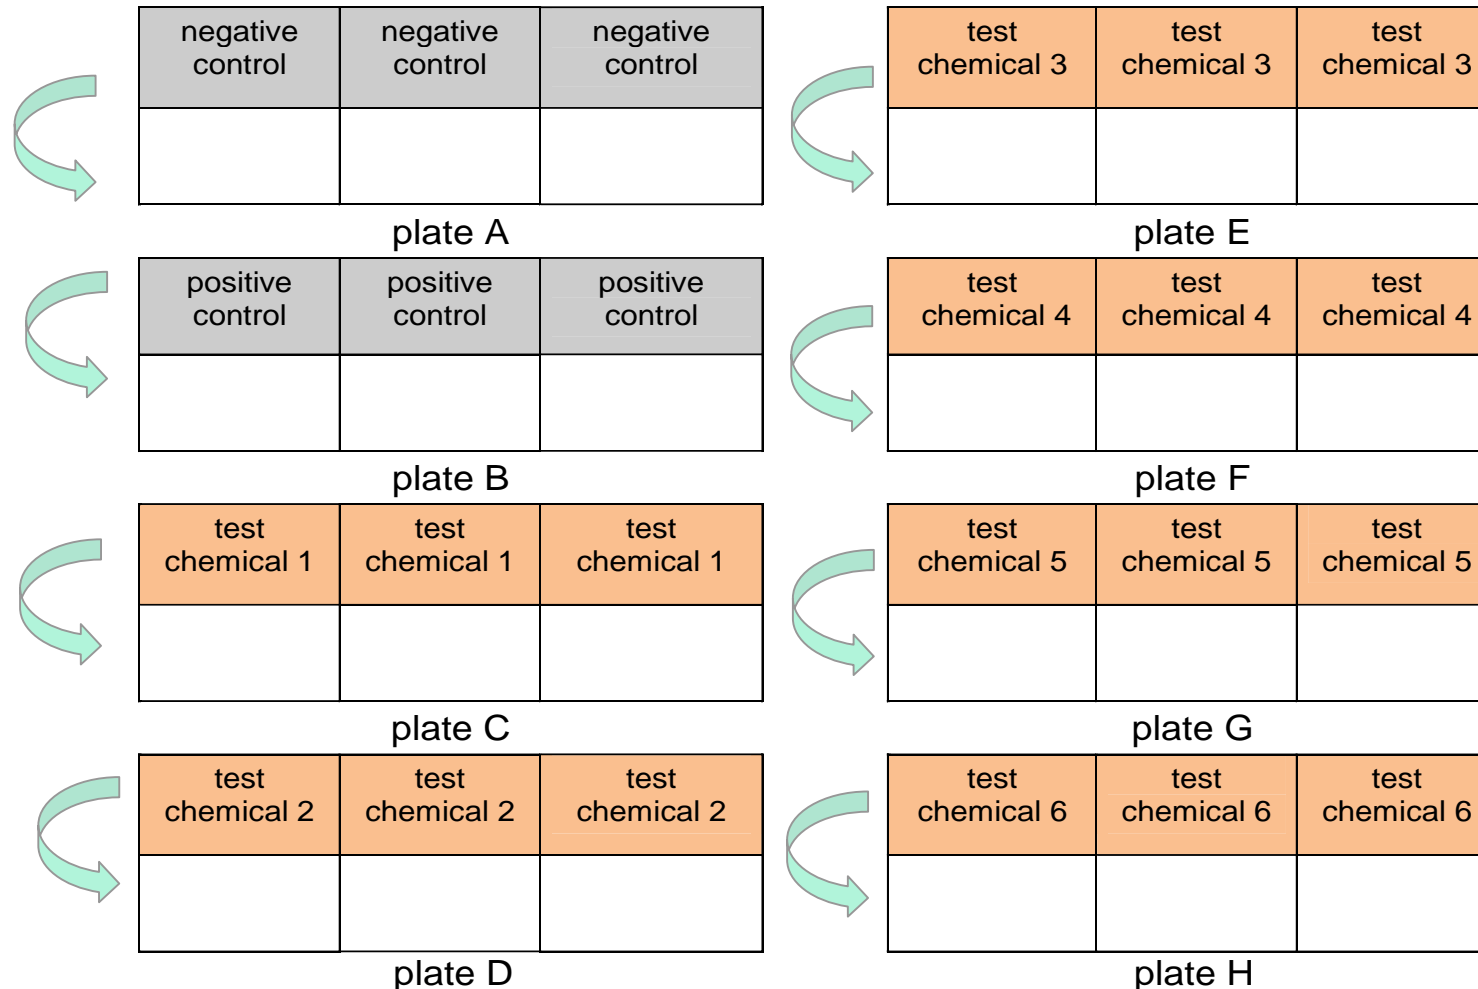 negative
control
negative
control
negative
control
plate A
positive
control
positive
control
positive
control
plate B
test
chemical 1
test
chemical 1
test
chemical 1
plate C
test
chemical 2
test
chemical 2
test
chemical 2
plate D
test
chemical 3
test
chemical 3
test
chemical 3
plate E
test
chemical 4
test
chemical 4
test
chemical 4
plate F
test
chemical 5
test
chemical 5
test
chemical 5
plate G
test
chemical 6
test
chemical 6
test
chemical 6
plate H